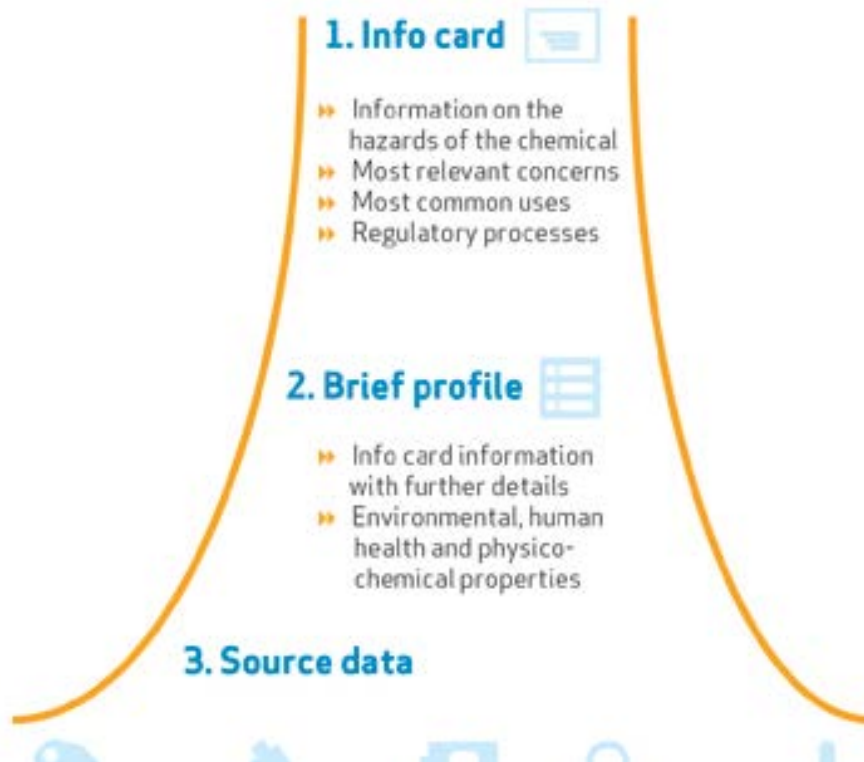 1. Info card
Information on the
hazards of the chemical
Most relevant concerns
Most common uses
Regulatory processes
2. Brief profile
Info card information
with further details
Environmental, human
health and physico-
chemical properties
3. Source data